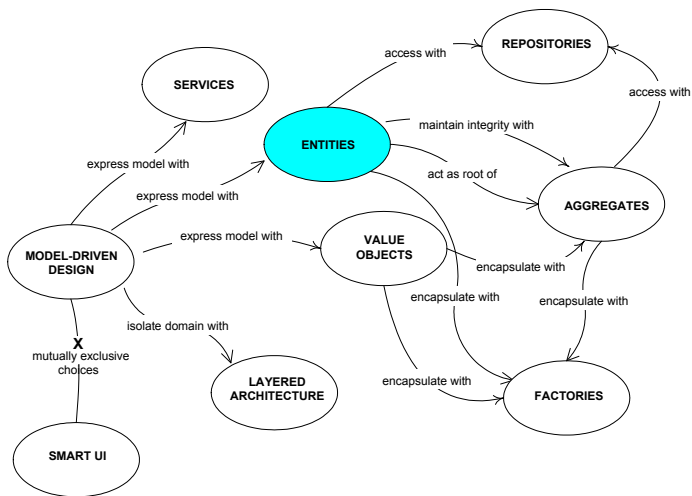 REPOSITORIES
access with
SERVICES
access with
maintain integrity with
ENTITIES
express model with
act as root of
express model with
AGGREGATES
express model with
VALUE
OBJECTS
MODEL-DRIVEN
DESIGN
encapsulate with
encapsulate with
encapsulate with
isolate domain with
X
mutually exclusive
choices
encapsulate with
LAYERED
ARCHITECTURE
FACTORIES
SMART UI